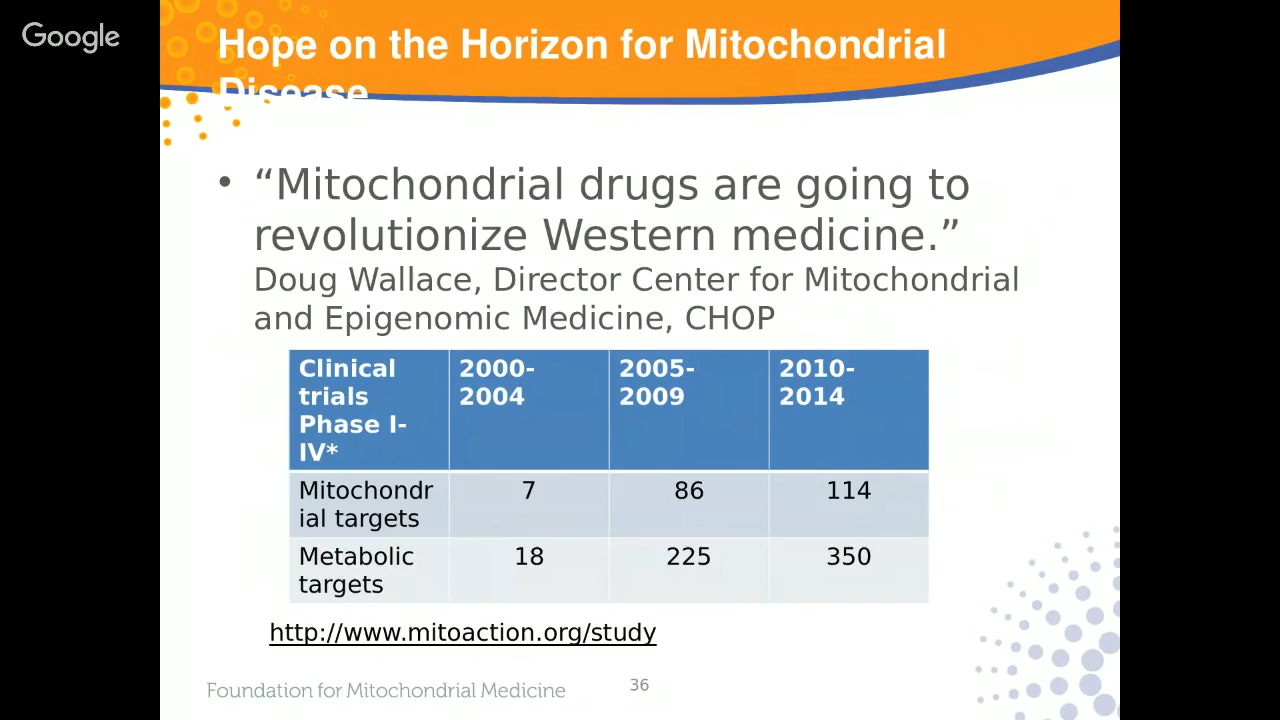 Google
Hope on the Horizon for Mitochondrial
Disease
• “Mitochondrial drugs are going to
revolutionize Western medicine.”
Doug Wallace, Director Center for Mitochondrial
and Epigenomic Medicine, CHOP
Clinical trials Phase I-IV* 2000-2004 2005-2009 2010-2014
Mitochondrial targets 7 86 114
Metabolic targets 18 225 350
http://www.mitoaction.org/study
Foundation for Mitochondrial Medicine 36